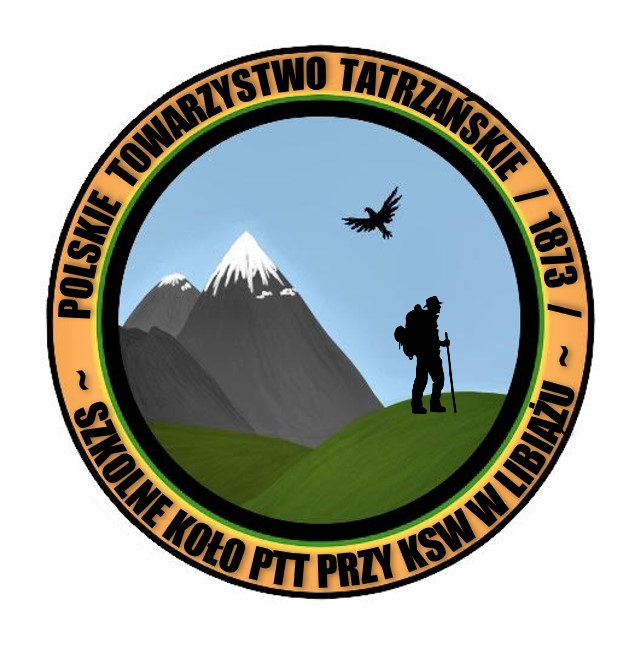 POLSKIE TOWARZYSTWO TATRZAŃSKIE / 1873 /
~ SZKOLNE KOŁO PTT PRZY KSW W LIBIĄŻU ~